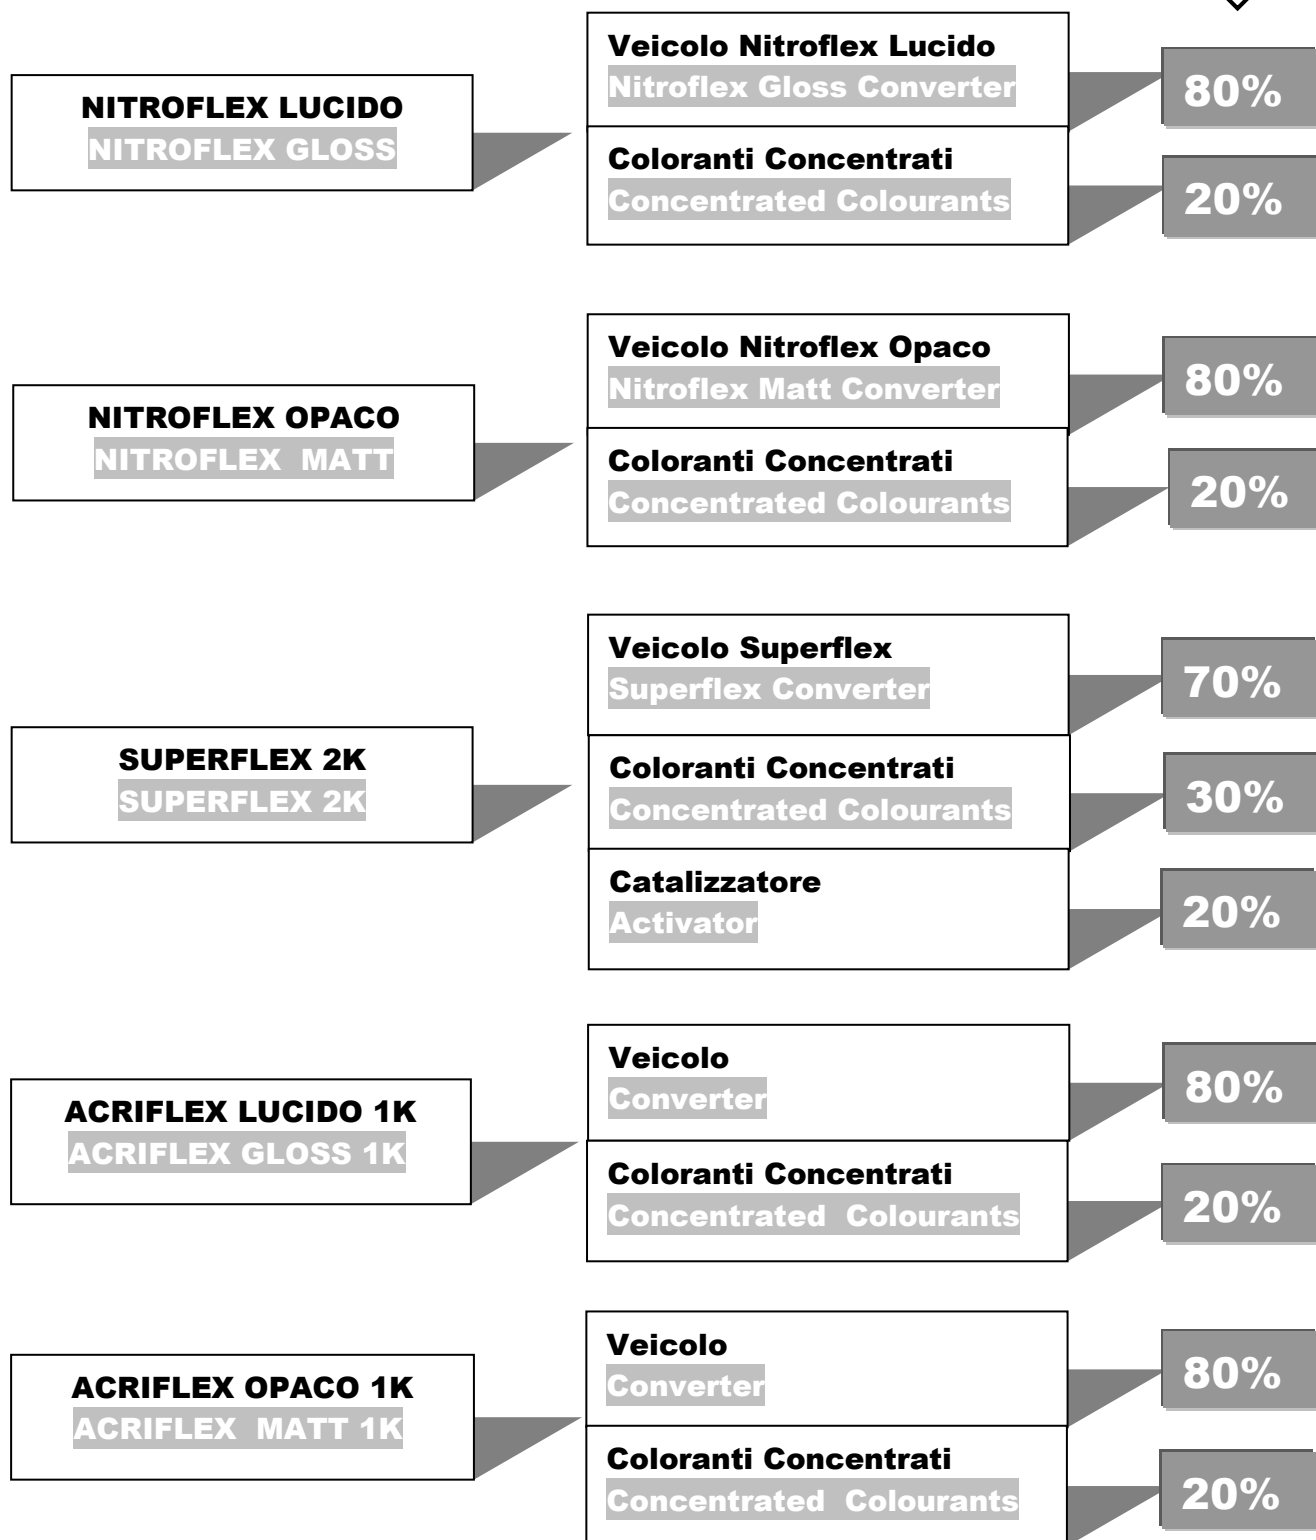 NITROFLEX LUCIDO
NITROFLEX GLOSS
Veicolo Nitroflex Lucido
Nitroflex Gloss Converter
80%
Coloranti Concentrati
Concentrated Colourants
20%
NITROFLEX OPACO
NITROFLEX  MATT
Veicolo Nitroflex Opaco
Nitroflex Matt Converter
80%
Coloranti Concentrati
Concentrated Colourants
20%
SUPERFLEX 2K
SUPERFLEX 2K
Veicolo Superflex
Superflex Converter
70%
Coloranti Concentrati
Concentrated Colourants
30%
Catalizzatore
Activator
20%
ACRIFLEX LUCIDO 1K
ACRIFLEX GLOSS 1K
Veicolo
Converter
80%
Coloranti Concentrati
Concentrated  Colourants
20%
ACRIFLEX OPACO 1K
ACRIFLEX  MATT 1K
Veicolo
Converter
80%
Coloranti Concentrati
Concentrated  Colourants
20%